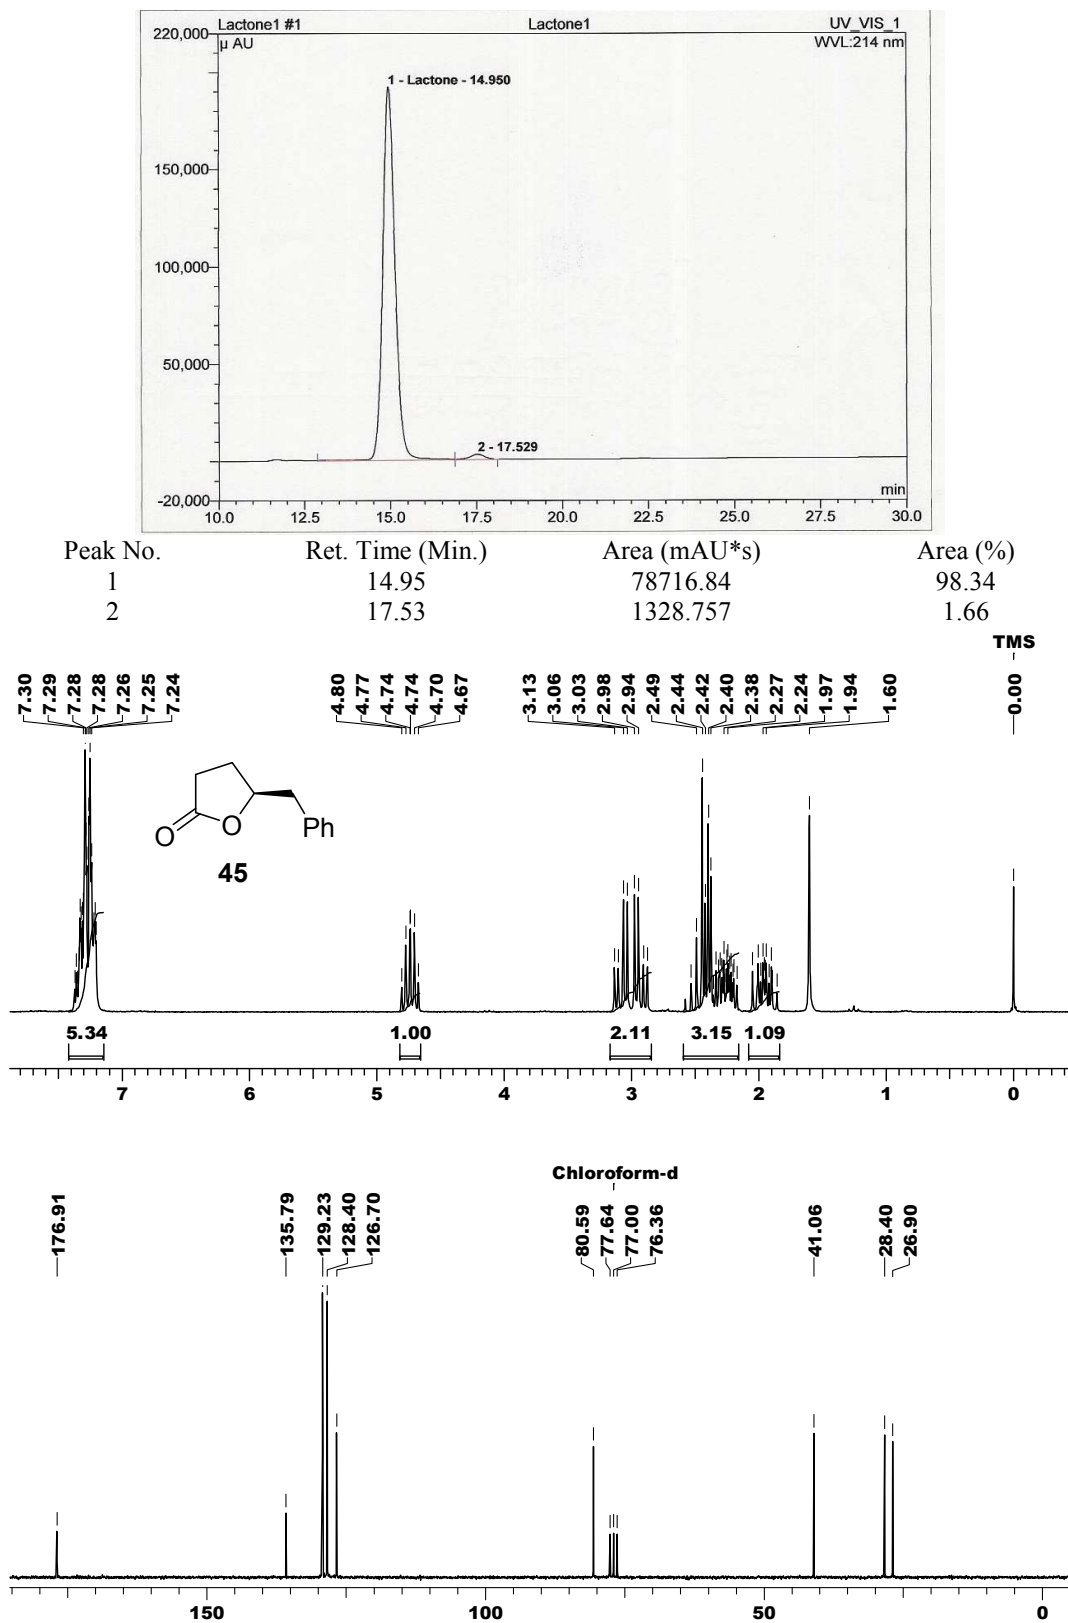 Lactone1 #1 Lactone1 UV_VIS_1
220,000 µ AU WVL:214 nm
1 - Lactone - 14.950
150,000
100,000
50,000
2 - 17.529
min
-20,000
10.0 12.5 15.0 17.5 20.0 22.5 25.0 27.5 30.0
Peak No. Ret. Time (Min.) Area (mAU*s) Area (%)
1 14.95 78716.84 98.34
2 17.53 1328.757 1.66
TMS
7.30 7.29 7.28 7.28 7.26 7.25 7.24 4.80 4.77 4.74 4.74 4.70 4.67 3.13 3.06 3.03 2.98 2.94 2.49 2.44 2.42 2.40 2.38 2.27 2.24 1.97 1.94 1.60 0.00
O O Ph
45
5.34 1.00 2.11 3.15 1.09
7 6 5 4 3 2 1 0
Chloroform-d
176.91 135.79 129.23 128.40 126.70 80.59 77.64 77.00 76.36 41.06 28.40 26.90
150 100 50 0